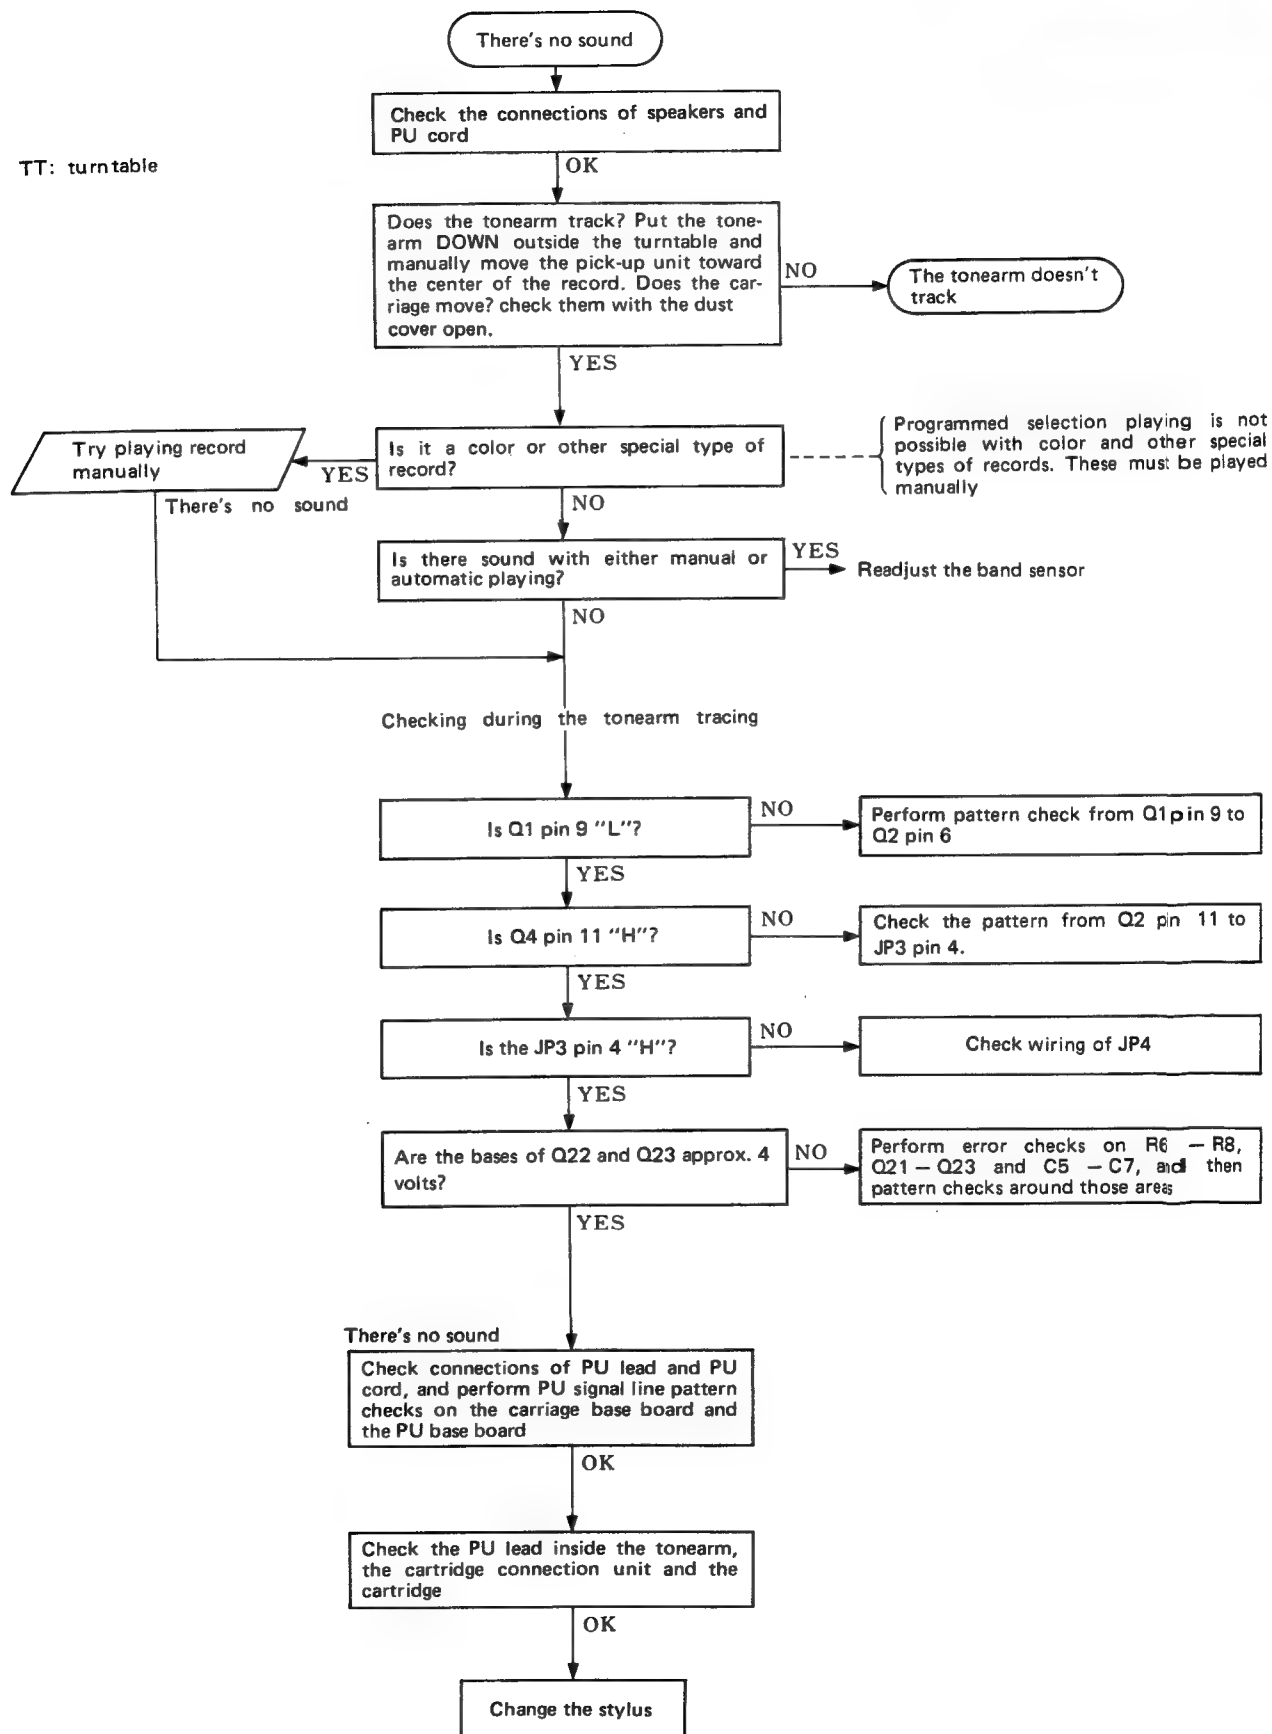 There's no sound
Check the connections of speakers and
PU cord
TT: turntable
OK
Does the tonearm track? Put the tone-
arm DOWN outside the turntable and
manually move the pick-up unit toward
the center of the record. Does the car-
riage move? check them with the dust
cover open.
NO
The tonearm doesn't
track
YES
Try playing record
manually
YES
Is it a color or other special type of
record?
Programmed selection playing is not
possible with color and other special
types of records. These must be played
manually
There's no sound
NO
Is there sound with either manual or
automatic playing?
YES
Readjust the band sensor
NO
Checking during the tonearm tracing
Is Q1 pin 9 "L"?
NO
Perform pattern check from Q1 pin 9 to
Q2 pin 6
YES
Is Q4 pin 11 "H"?
NO
Check the pattern from Q2 pin 11 to
JP3 pin 4.
YES
Is the JP3 pin 4 "H"?
NO
Check wiring of JP4
YES
Are the bases of Q22 and Q23 approx. 4
volts?
NO
Perform error checks on R6 — R8,
Q21 — Q23 and C5 — C7, and then
pattern checks around those areas
YES
There's no sound
Check connections of PU lead and PU
cord, and perform PU signal line pattern
checks on the carriage base board and
the PU base board
OK
Check the PU lead inside the tonearm,
the cartridge connection unit and the
cartridge
OK
Change the stylus